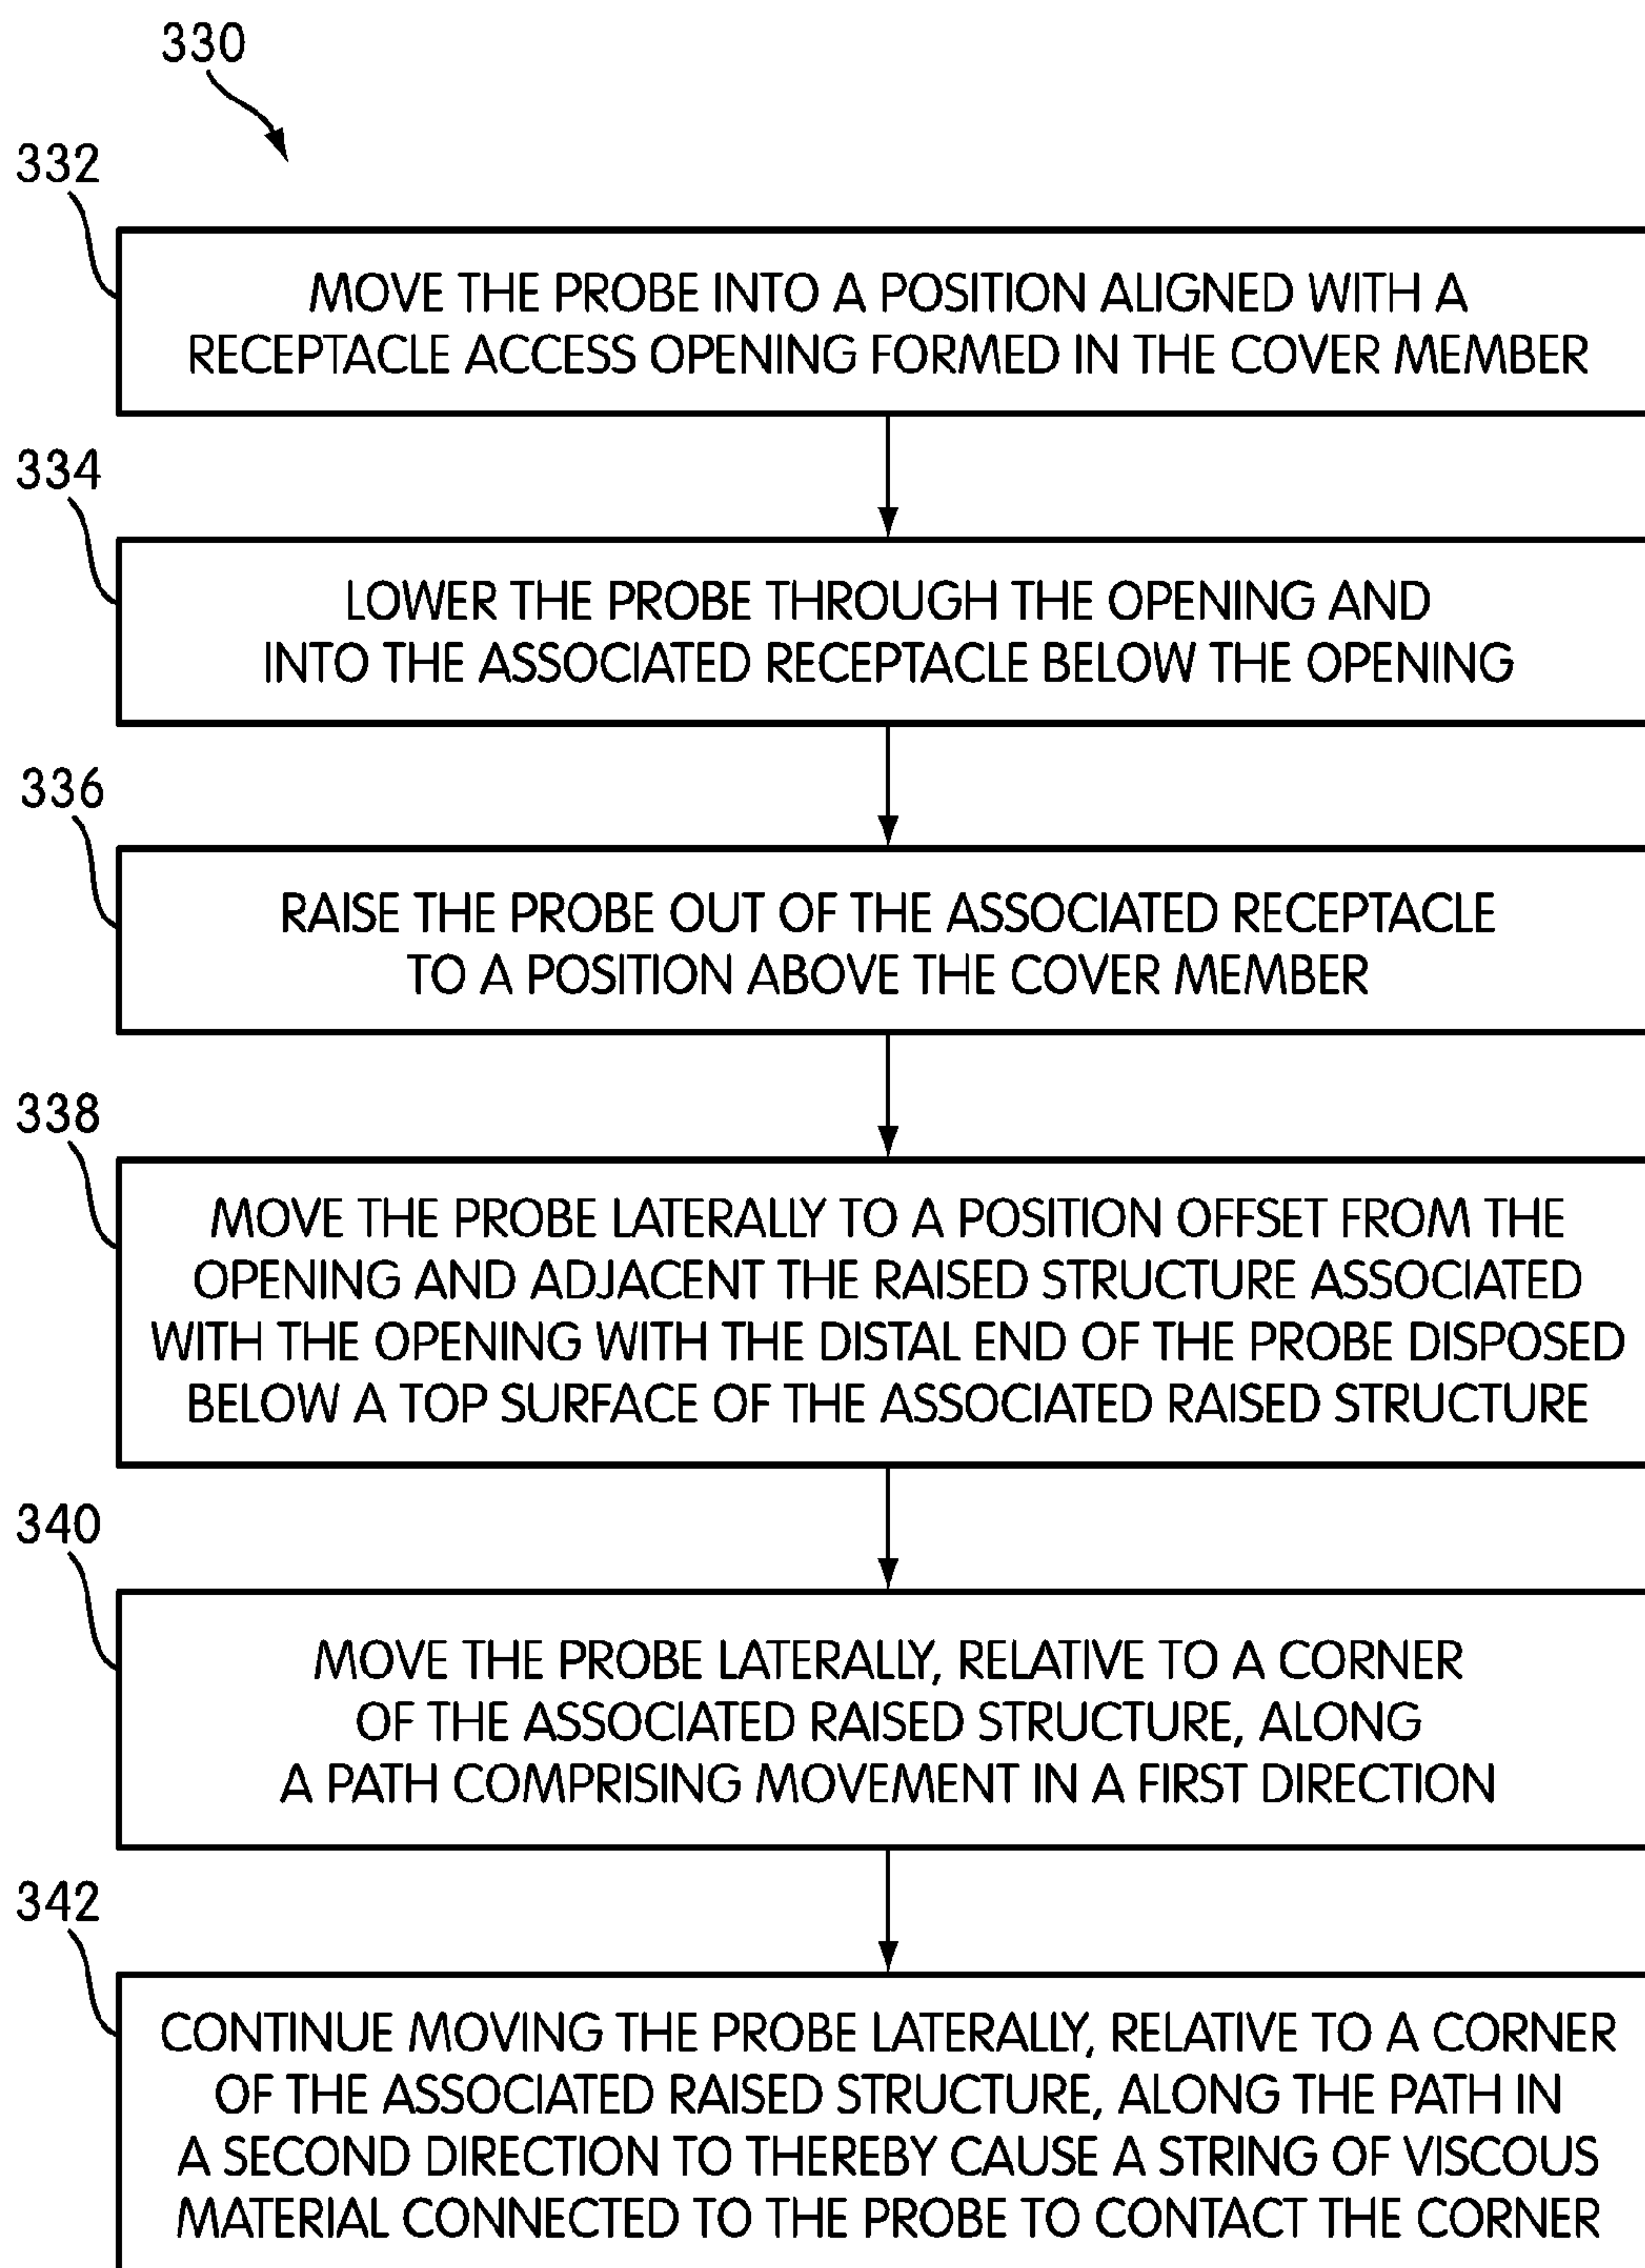 330
332
MOVE THE PROBE INTO A POSITION ALIGNED WITH A
RECEPTACLE ACCESS OPENING FORMED IN THE COVER MEMBER
334
LOWER THE PROBE THROUGH THE OPENING AND
INTO THE ASSOCIATED RECEPTACLE BELOW THE OPENING
336
RAISE THE PROBE OUT OF THE ASSOCIATED RECEPTACLE
TO A POSITION ABOVE THE COVER MEMBER
338
MOVE THE PROBE LATERALLY TO A POSITION OFFSET FROM THE
OPENING AND ADJACENT THE RAISED STRUCTURE ASSOCIATED
WITH THE OPENING WITH THE DISTAL END OF THE PROBE DISPOSED
BELOW A TOP SURFACE OF THE ASSOCIATED RAISED STRUCTURE
340
MOVE THE PROBE LATERALLY, RELATIVE TO A CORNER
OF THE ASSOCIATED RAISED STRUCTURE, ALONG
A PATH COMPRISING MOVEMENT IN A FIRST DIRECTION
342
CONTINUE MOVING THE PROBE LATERALLY, RELATIVE TO A CORNER
OF THE ASSOCIATED RAISED STRUCTURE, ALONG THE PATH IN
A SECOND DIRECTION TO THEREBY CAUSE A STRING OF VISCOUS
MATERIAL CONNECTED TO THE PROBE TO CONTACT THE CORNER